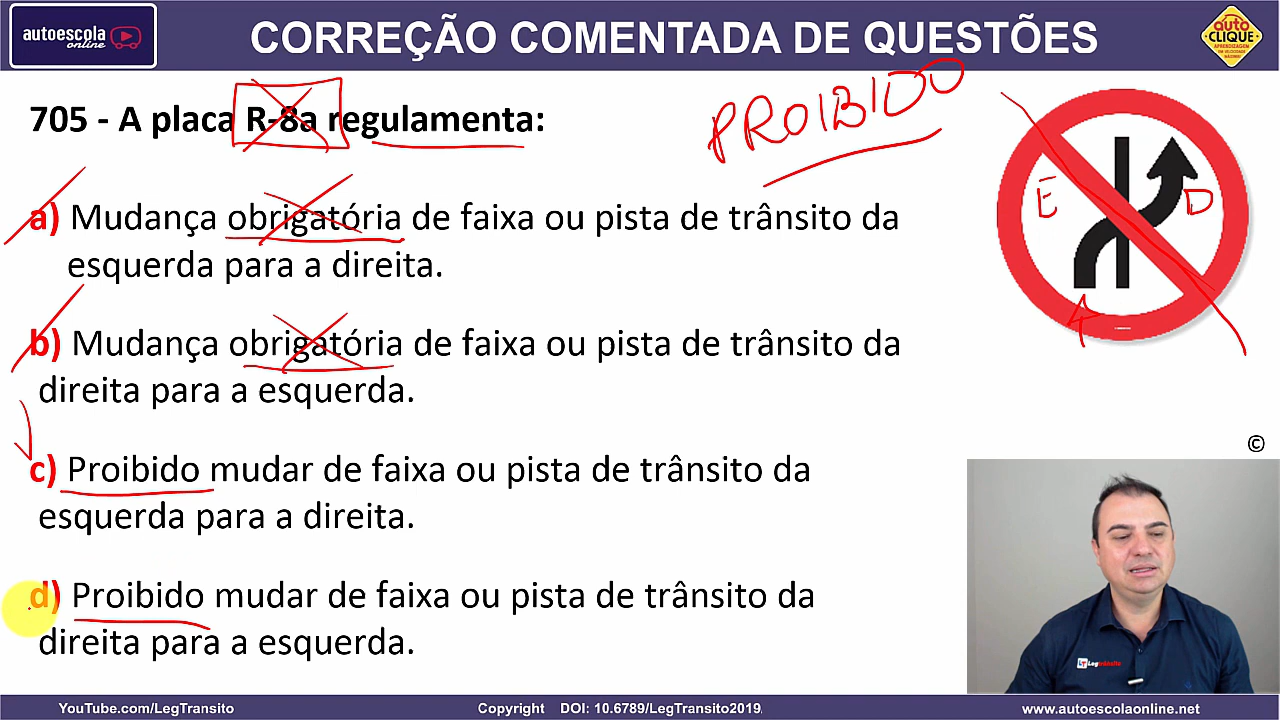 autoescola
online
CORREÇÃO COMENTADA DE QUESTÕES
auto
CLIQUE
705 - A placa R-8a regulamenta:
PROIBIDO
E
D
a) Mudança obrigatória de faixa ou pista de trânsito da
esquerda para a direita.
b) Mudança obrigatória de faixa ou pista de trânsito da
direita para a esquerda.
c) Proibido mudar de faixa ou pista de trânsito da
esquerda para a direita.
d) Proibido mudar de faixa ou pista de trânsito da
direita para a esquerda.
©
Legtrânsito
YouTube.com/LegTransito
Copyright DOI: 10.6789/LegTransito2019.
www.autoescolaonline.net